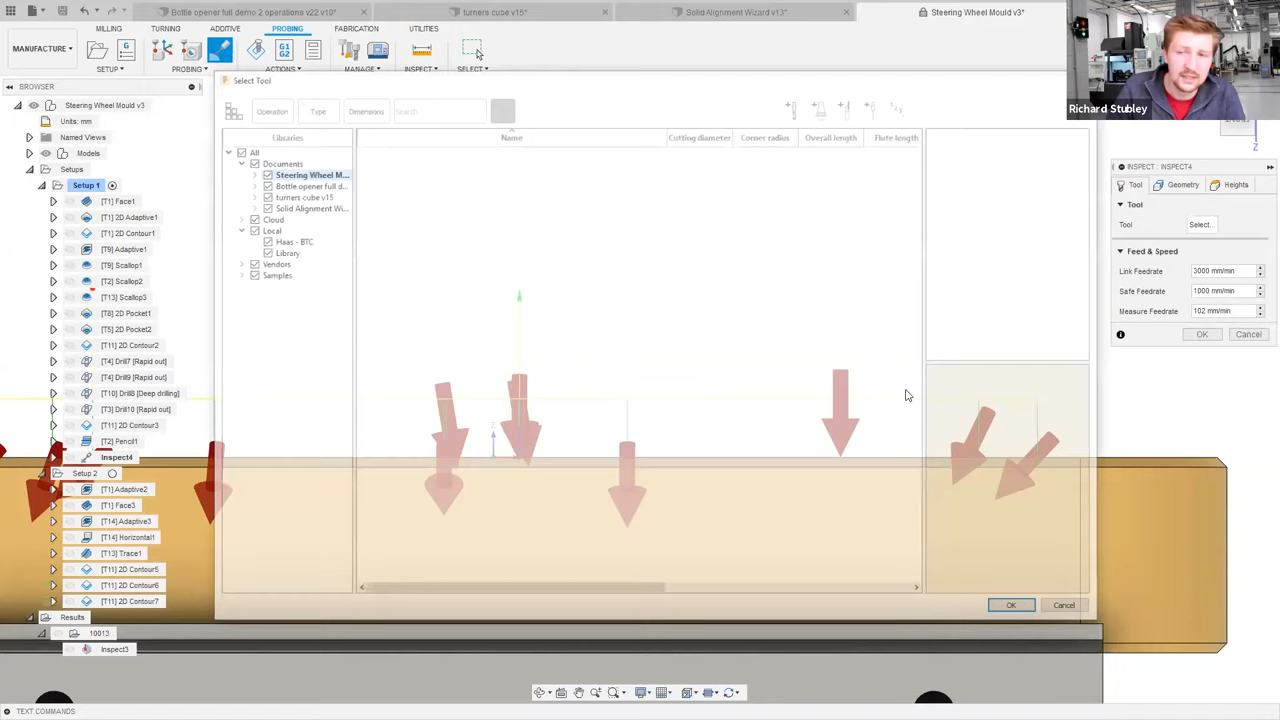 Bottle opener full demo 2 operations v22 v10*
turners cube v15*
Solid Alignment Wizard v13*
Steering Wheel Mould v3*
MILLING
TURNING
ADDITIVE
PROBING
FABRICATION
UTILITIES
MANUFACTURE
SETUP
PROBING
ACTIONS
MANAGE
INSPECT
SELECT
G1
G2
Richard Stubley
BROWSER
Steering Wheel Mould v3
Units: mm
Named Views
Models
Setups
Setup 1
[T1] Face1
[T1] 2D Adaptive1
[T1] 2D Contour1
[T9] Adaptive1
[T9] Scallop1
[T2] Scallop2
[T13] Scallop3
[T8] 2D Pocket1
[T5] 2D Pocket2
[T11] 2D Contour2
[T4] Drill7 [Rapid out]
[T4] Drill9 [Rapid out]
[T10] Drill8 [Deep drilling]
[T3] Drill10 [Rapid out]
[T11] 2D Contour3
[T2] Pencil1
Inspect4
Setup 2
[T1] Adaptive2
[T1] Face3
[T14] Adaptive3
[T14] Horizontal1
[T13] Trace1
[T11] 2D Contour5
[T11] 2D Contour6
[T11] 2D Contour7
Results
10013
Inspect3
Select Tool
Operation
Type
Dimensions
Search
Libraries
All
Documents
Steering Wheel M...
Bottle opener full d...
turners cube v15
Solid Alignment Wi...
Cloud
Local
Haas - BTC
Library
Vendors
Samples
Name
Cutting diameter
Corner radius
Overall length
Flute length
Z
OK
Cancel
Z
INSPECT : INSPECT4
Tool
Geometry
Heights
Tool
Tool
Select...
Feed & Speed
Link Feedrate 3000 mm/min
Safe Feedrate 1000 mm/min
Measure Feedrate 102 mm/min
OK
Cancel
TEXT COMMANDS